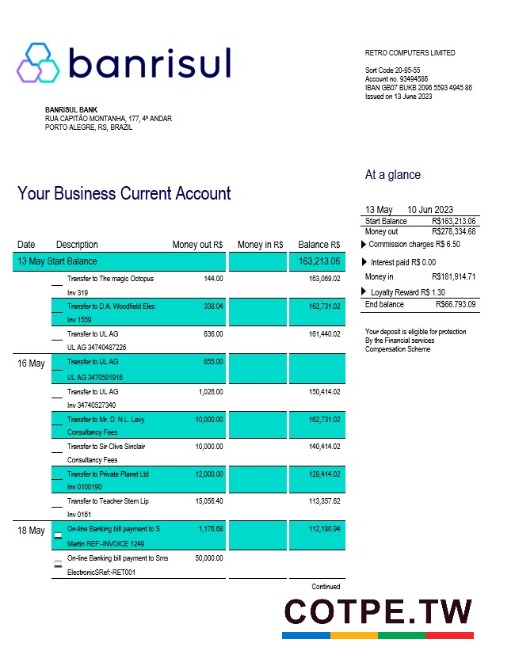 banrisul
RETRO COMPUTERS LIMITED
Sort Code 20-95-55
Account no. 93494586
IBAN GB07 BUKB 2096 5593 4945 86
Issued on 13 June 2023
BANRISUL BANK
RUA CAPITÃO MONTANHA, 177, 4º ANDAR
PORTO ALEGRE, RS, BRAZIL
At a glance
Your Business Current Account
13 May 10 Jun 2023
Start Balance R$163,213.06
Money out R$278,334.68
Commission charges R$ 6.50
Interest paid R$ 0.00
Money in R$181,914.71
Loyalty Reward R$ 1.30
End balance R$66.793.09
Your deposit is eligible for protection
By the Financial services
Compensation Scheme
Date Description Money out R$ Money in R$ Balance R$
13 May Start Balance 163,213.06
Transfer to The magic Octopus 144.00 163,069.02
Inv 319
Transfer to D.A. Woodfield Elec 338.04 162,731.02
Inv 1559
Transfer to UL AG 636.00 161,440.02
UL AG 34740487226
16 May Transfer to UL AG 655.00
UL AG 3470581916
Transfer to UL AG 1,026.00 150,414.02
Inv 34740527340
Transfer to Mr. D. N.L. Levy 10,000.00 162,731.02
Consultancy Fees
Transfer to Sir Clive Sinclair 10,000.00 140,414.02
Consultancy Fees
Transfer to Private Planet Ltd 12,000.00 128,414.02
Inv 0100190
Transfer to Teacher Stem Lip 15,056.40 113,357.62
Inv 0161
18 May On-line Banking bill payment to S 1,176.68 112,180.94
Martin REF:-INVOICE 1249
On-line Banking bill payment to Sms 50,000.00
ElectronicSRef:-RET001
Continued
COTPE.TW